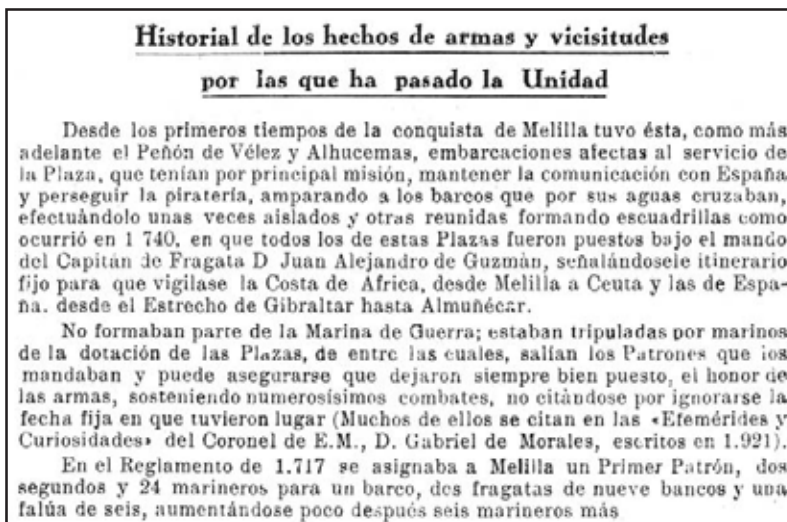 Historial de los hechos de armas y vicisitudes
por las que ha pasado la Unidad
Desde los primeros tiempos de la conquista de Melilla tuvo ésta, como más
adelante el Peñón de Vélez y Alhucemas, embarcaciones afectas al servicio de
la Plaza, que tenían por principal misión, mantener la comunicación con España
y perseguir la piratería, amparando a los barcos que por sus aguas cruzaban,
efectuándolo unas veces aislados y otras reunidas formando escuadrillas como
ocurrió en 1 740, en que todos los de estas Plazas fueron puestos bajo el mando
del Capitán de Fragata D Juan Alejandro de Guzmán, señalándosele itinerario
fijo para que vigilase la Costa de Africa, desde Melilla a Ceuta y las de Espa-
ña. desde el Estrecho de Gibraltar hasta Almuñécar.
No formaban parte de la Marina de Guerra; estaban tripuladas por marinos
de la dotación de las Plazas, de entre las cuales, salían los Patrones que los
mandaban y puede asegurarse que dejaron siempre bien puesto, el honor de
las armas, sosteniendo numerosísimos combates, no citándose por ignorarse la
fecha fija en que tuvieron lugar (Muchos de ellos se citan en las «Efemérides y
Curiosidades» del Coronel de E.M., D. Gabriel de Morales, escritos en 1.921).
En el Reglamento de 1.717 se asignaba a Melilla un Primer Patrón, dos
segundos y 24 marineros para un barco, dos fragatas de nueve bancos y una
falúa de seis, aumentándose poco después seis marineros más